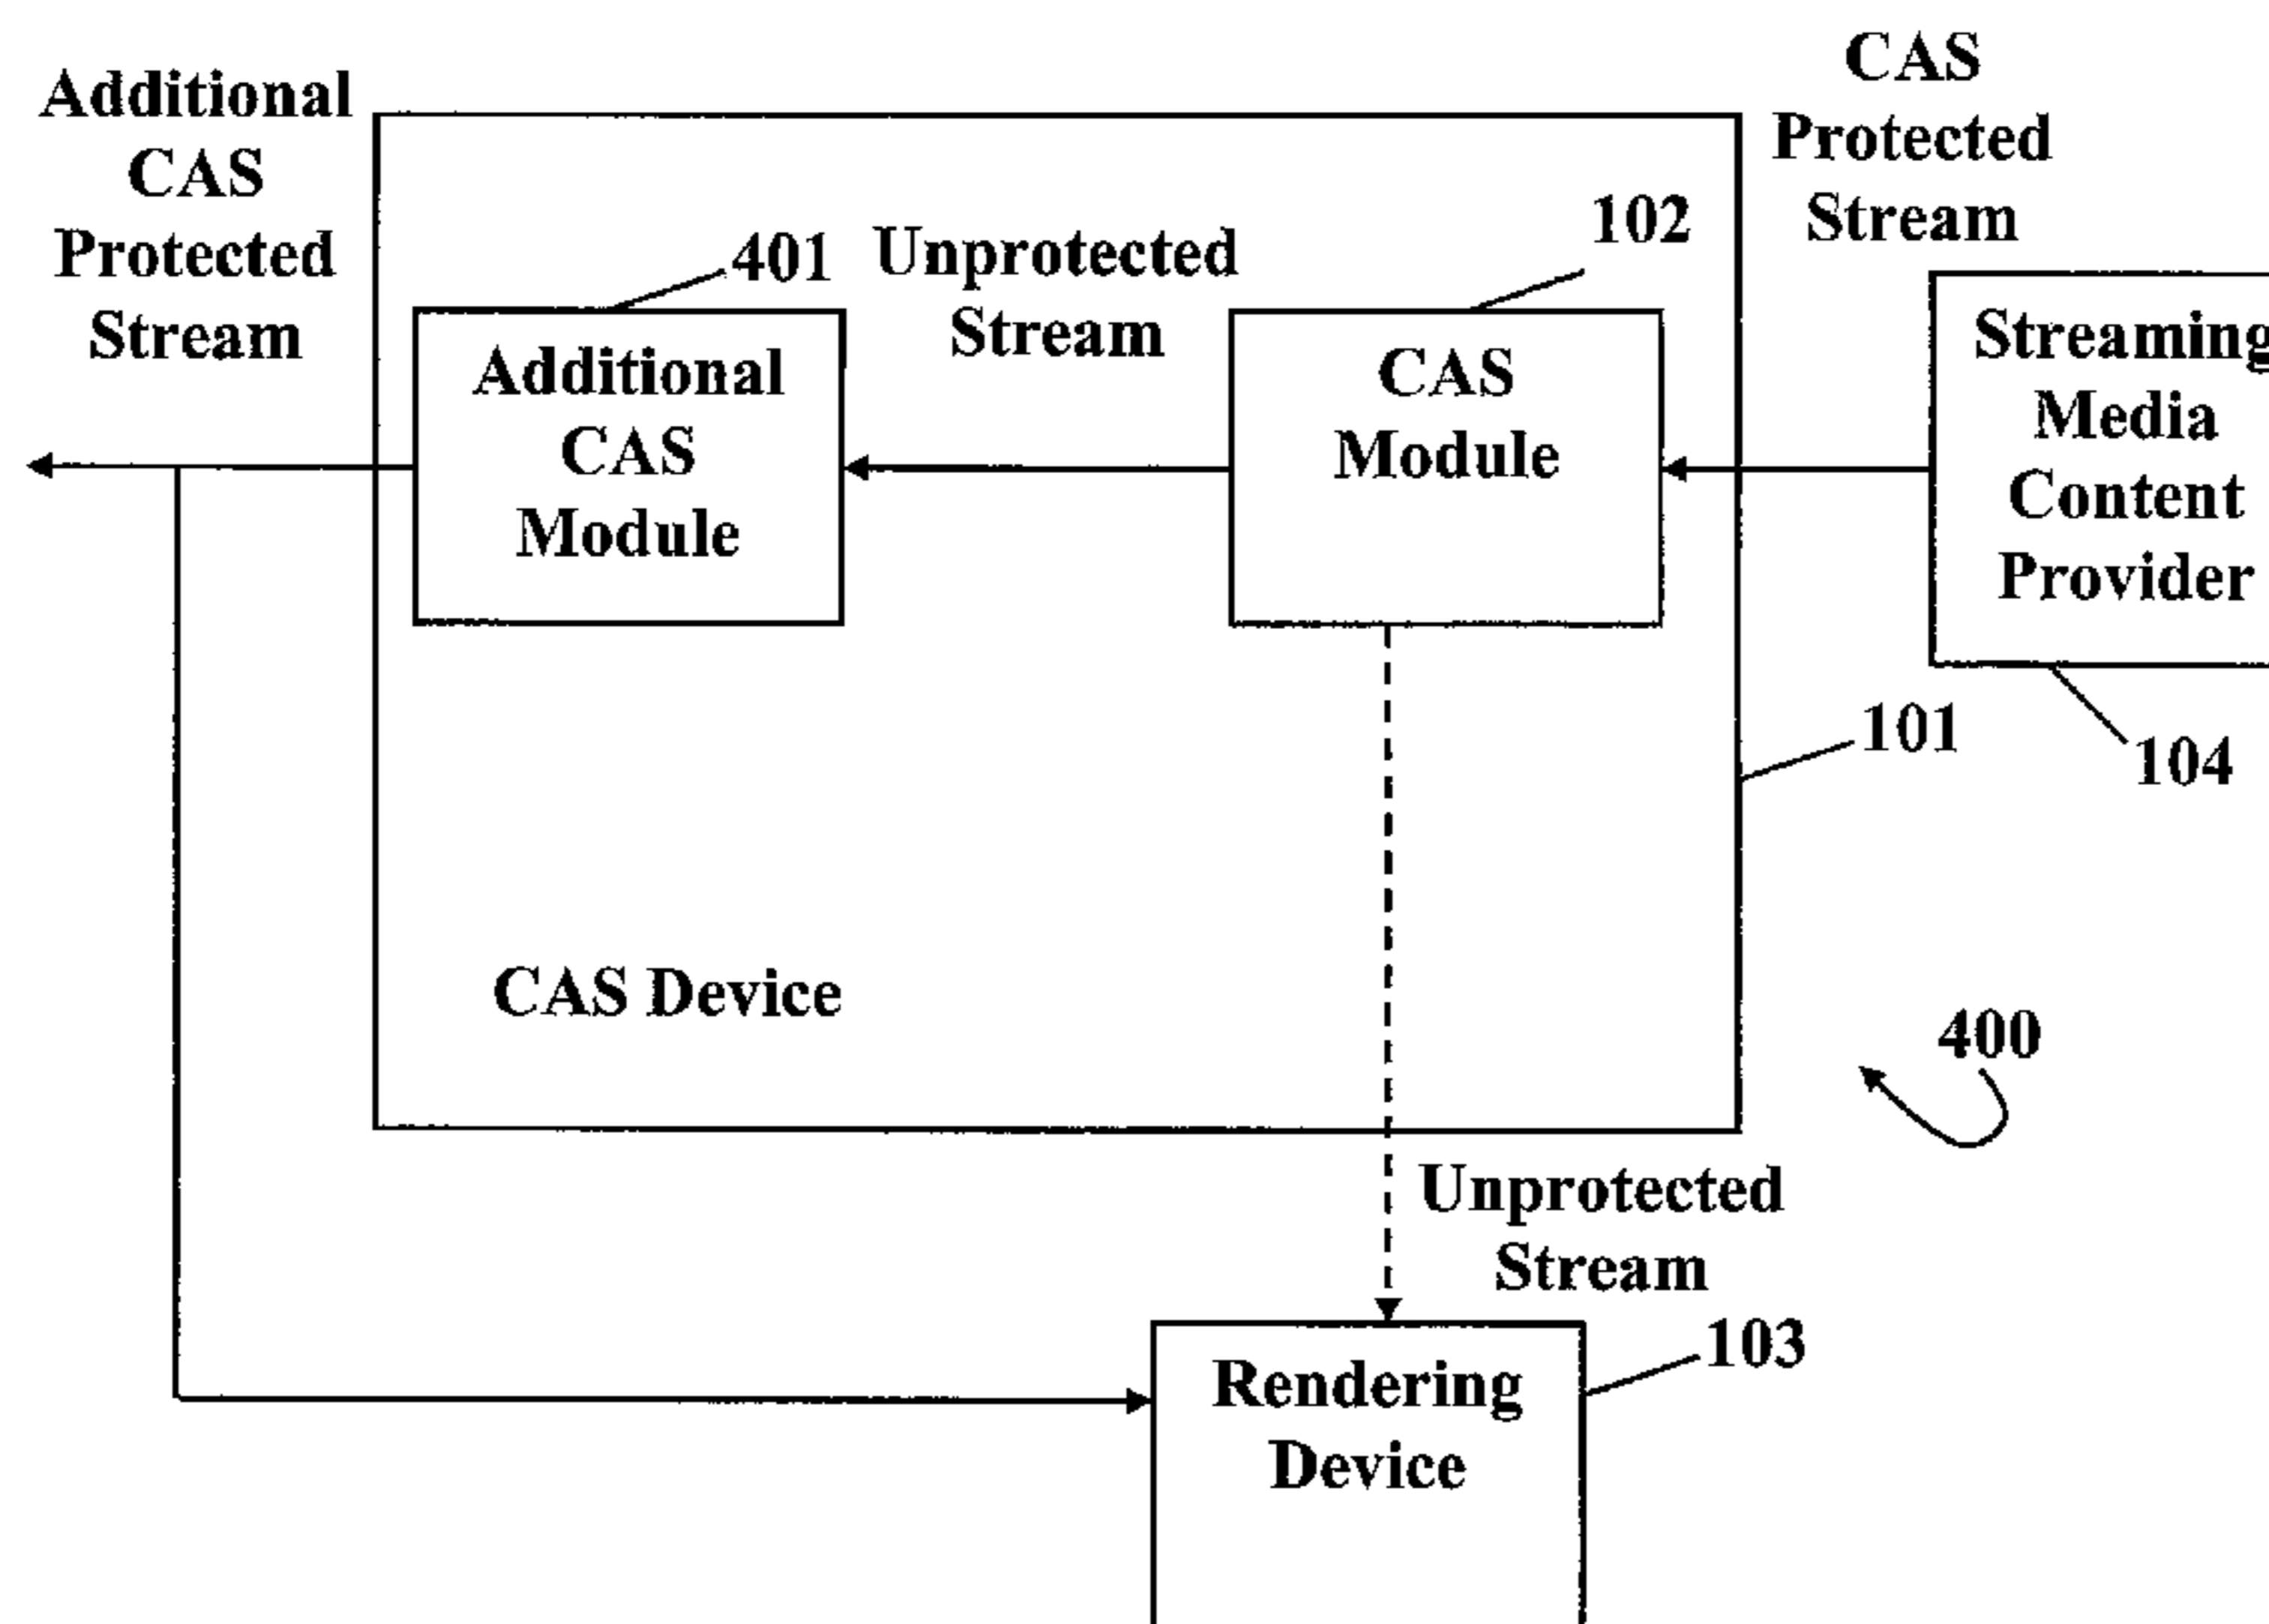 Additional
CAS
Protected
Stream
CAS
Protected
Stream
401
Unprotected
Stream
102
Additional
CAS
Module
CAS
Module
Streaming
Media
Content
Provider
101
104
CAS Device
400
Unprotected
Stream
103
Rendering
Device